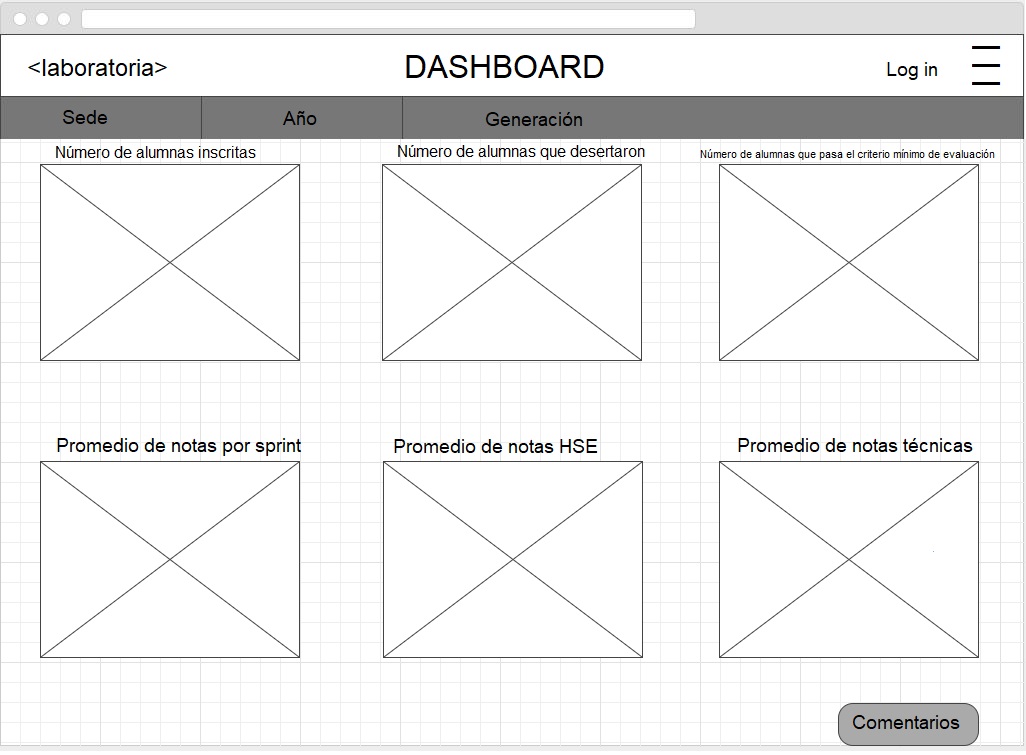 <laboratoria>
DASHBOARD
Log in
Sede
Año
Generación
Número de alumnas inscritas
Número de alumnas que desertaron
Número de alumnas que pasa el criterio mínimo de evaluación
Promedio de notas por sprint
Promedio de notas HSE
Promedio de notas técnicas
Comentarios